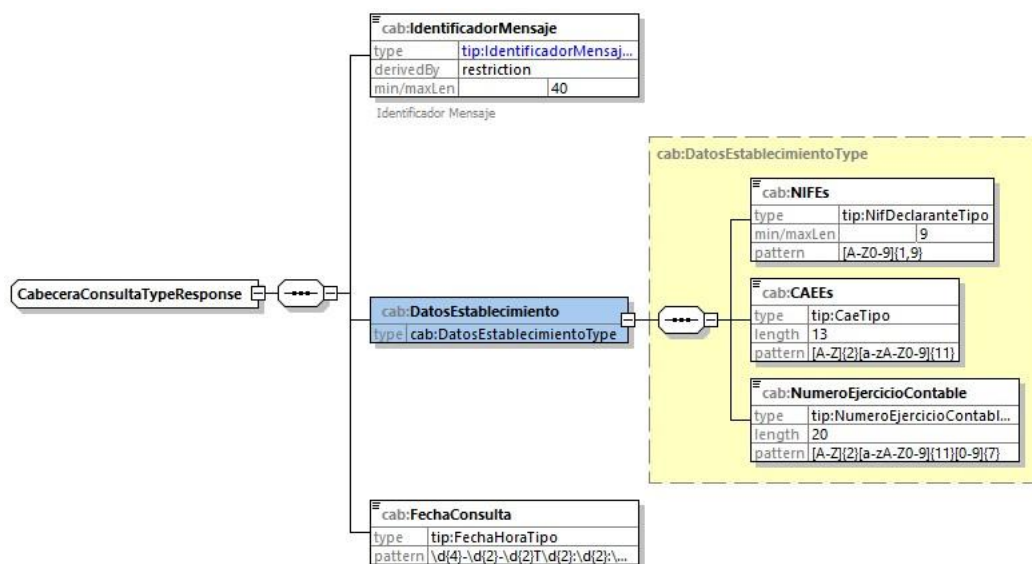 cab:IdentificadorMensaje
type tip:IdentificadorMensaj...
derivedBy restriction
min/maxLen 40
Identificador Mensaje
cab:DatosEstablecimientoType
cab:NIFEs
type tip:NifDeclaranteTipo
min/maxLen 9
pattern [A-Z0-9]{1,9}
CabeceraConsultaTypeResponse
cab:DatosEstablecimiento
type cab:DatosEstablecimientoType
cab:CAEEs
type tip:CaeTipo
length 13
pattern [A-Z]{2}[a-zA-Z0-9]{11}
cab:NumeroEjercicioContable
type tip:NumeroEjercicioContabl...
length 20
pattern [A-Z]{2}[a-zA-Z0-9]{11}[0-9]{7}
cab:FechaConsulta
type tip:FechaHoraTipo
pattern \d{4}-\d{2}-\d{2}T\d{2}:\d{2}:\...